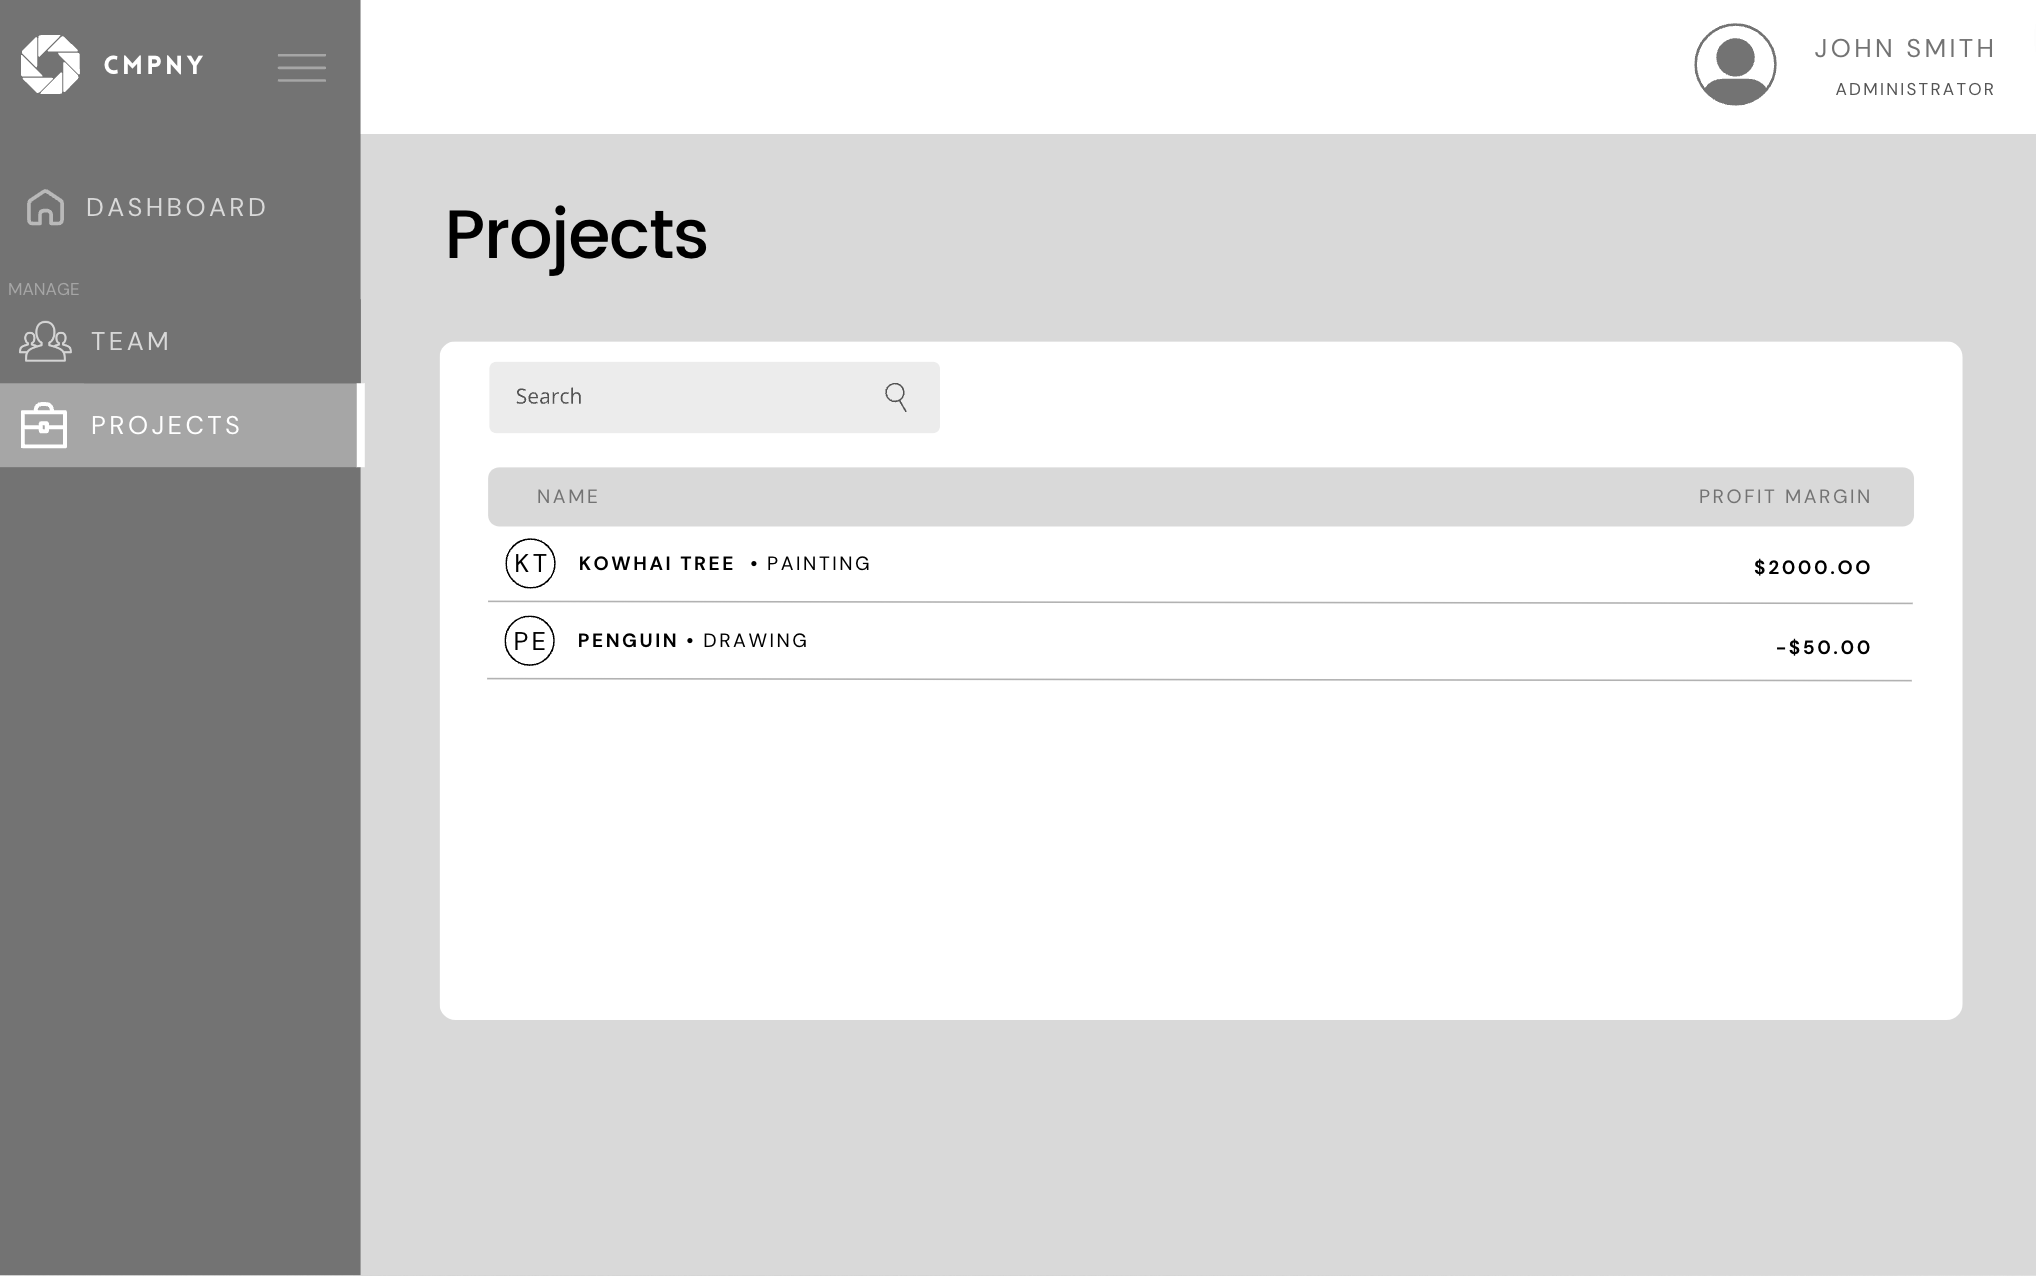 CMPNY
JOHN SMITH
ADMINISTRATOR
DASHBOARD
MANAGE
TEAM
PROJECTS
Projects
Search
NAME PROFIT MARGIN
KT KOWHAI TREE • PAINTING $2000.00
PE PENGUIN • DRAWING -$50.00